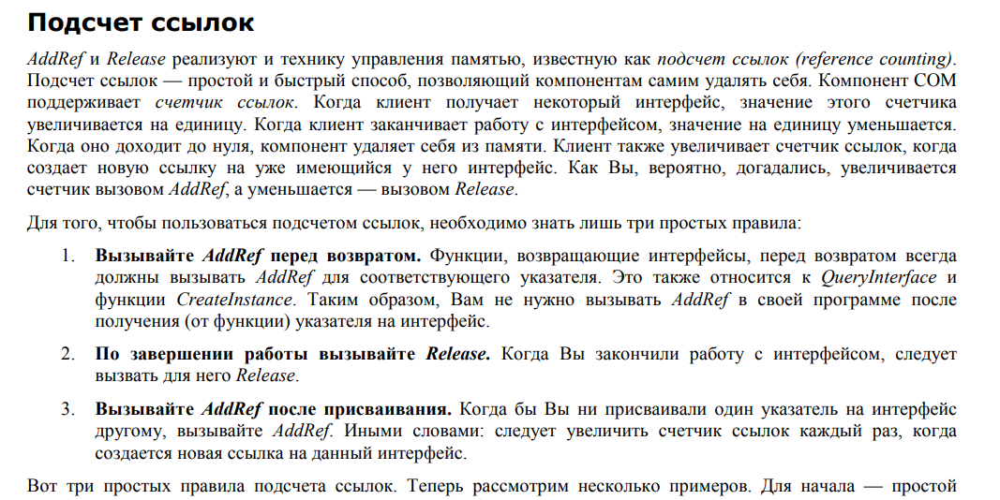 Подсчет ссылок
AddRef и Release реализуют и технику управления памятью, известную как подсчет ссылок (reference counting).
Подсчет ссылок — простой и быстрый способ, позволяющий компонентам самим удалять себя. Компонент COM
поддерживает счетчик ссылок. Когда клиент получает некоторый интерфейс, значение этого счетчика
увеличивается на единицу. Когда клиент заканчивает работу с интерфейсом, значение на единицу уменьшается.
Когда оно доходит до нуля, компонент удаляет себя из памяти. Клиент также увеличивает счетчик ссылок, когда
создает новую ссылку на уже имеющийся у него интерфейс. Как Вы, вероятно, догадались, увеличивается
счетчик вызовом AddRef, а уменьшается — вызовом Release.
Для того, чтобы пользоваться подсчетом ссылок, необходимо знать лишь три простых правила:
1. Вызывайте AddRef перед возвратом. Функции, возвращающие интерфейсы, перед возвратом всегда
должны вызывать AddRef для соответствующего указателя. Это также относится к QueryInterface и
функции CreateInstance. Таким образом, Вам не нужно вызывать AddRef в своей программе после
получения (от функции) указателя на интерфейс.
2. По завершении работы вызывайте Release. Когда Вы закончили работу с интерфейсом, следует
вызвать для него Release.
3. Вызывайте AddRef после присваивания. Когда бы Вы ни присваивали один указатель на интерфейс
другому, вызывайте AddRef. Иными словами: следует увеличить счетчик ссылок каждый раз, когда
создается новая ссылка на данный интерфейс.
Вот три простых правила подсчета ссылок. Теперь рассмотрим несколько примеров. Для начала — простой